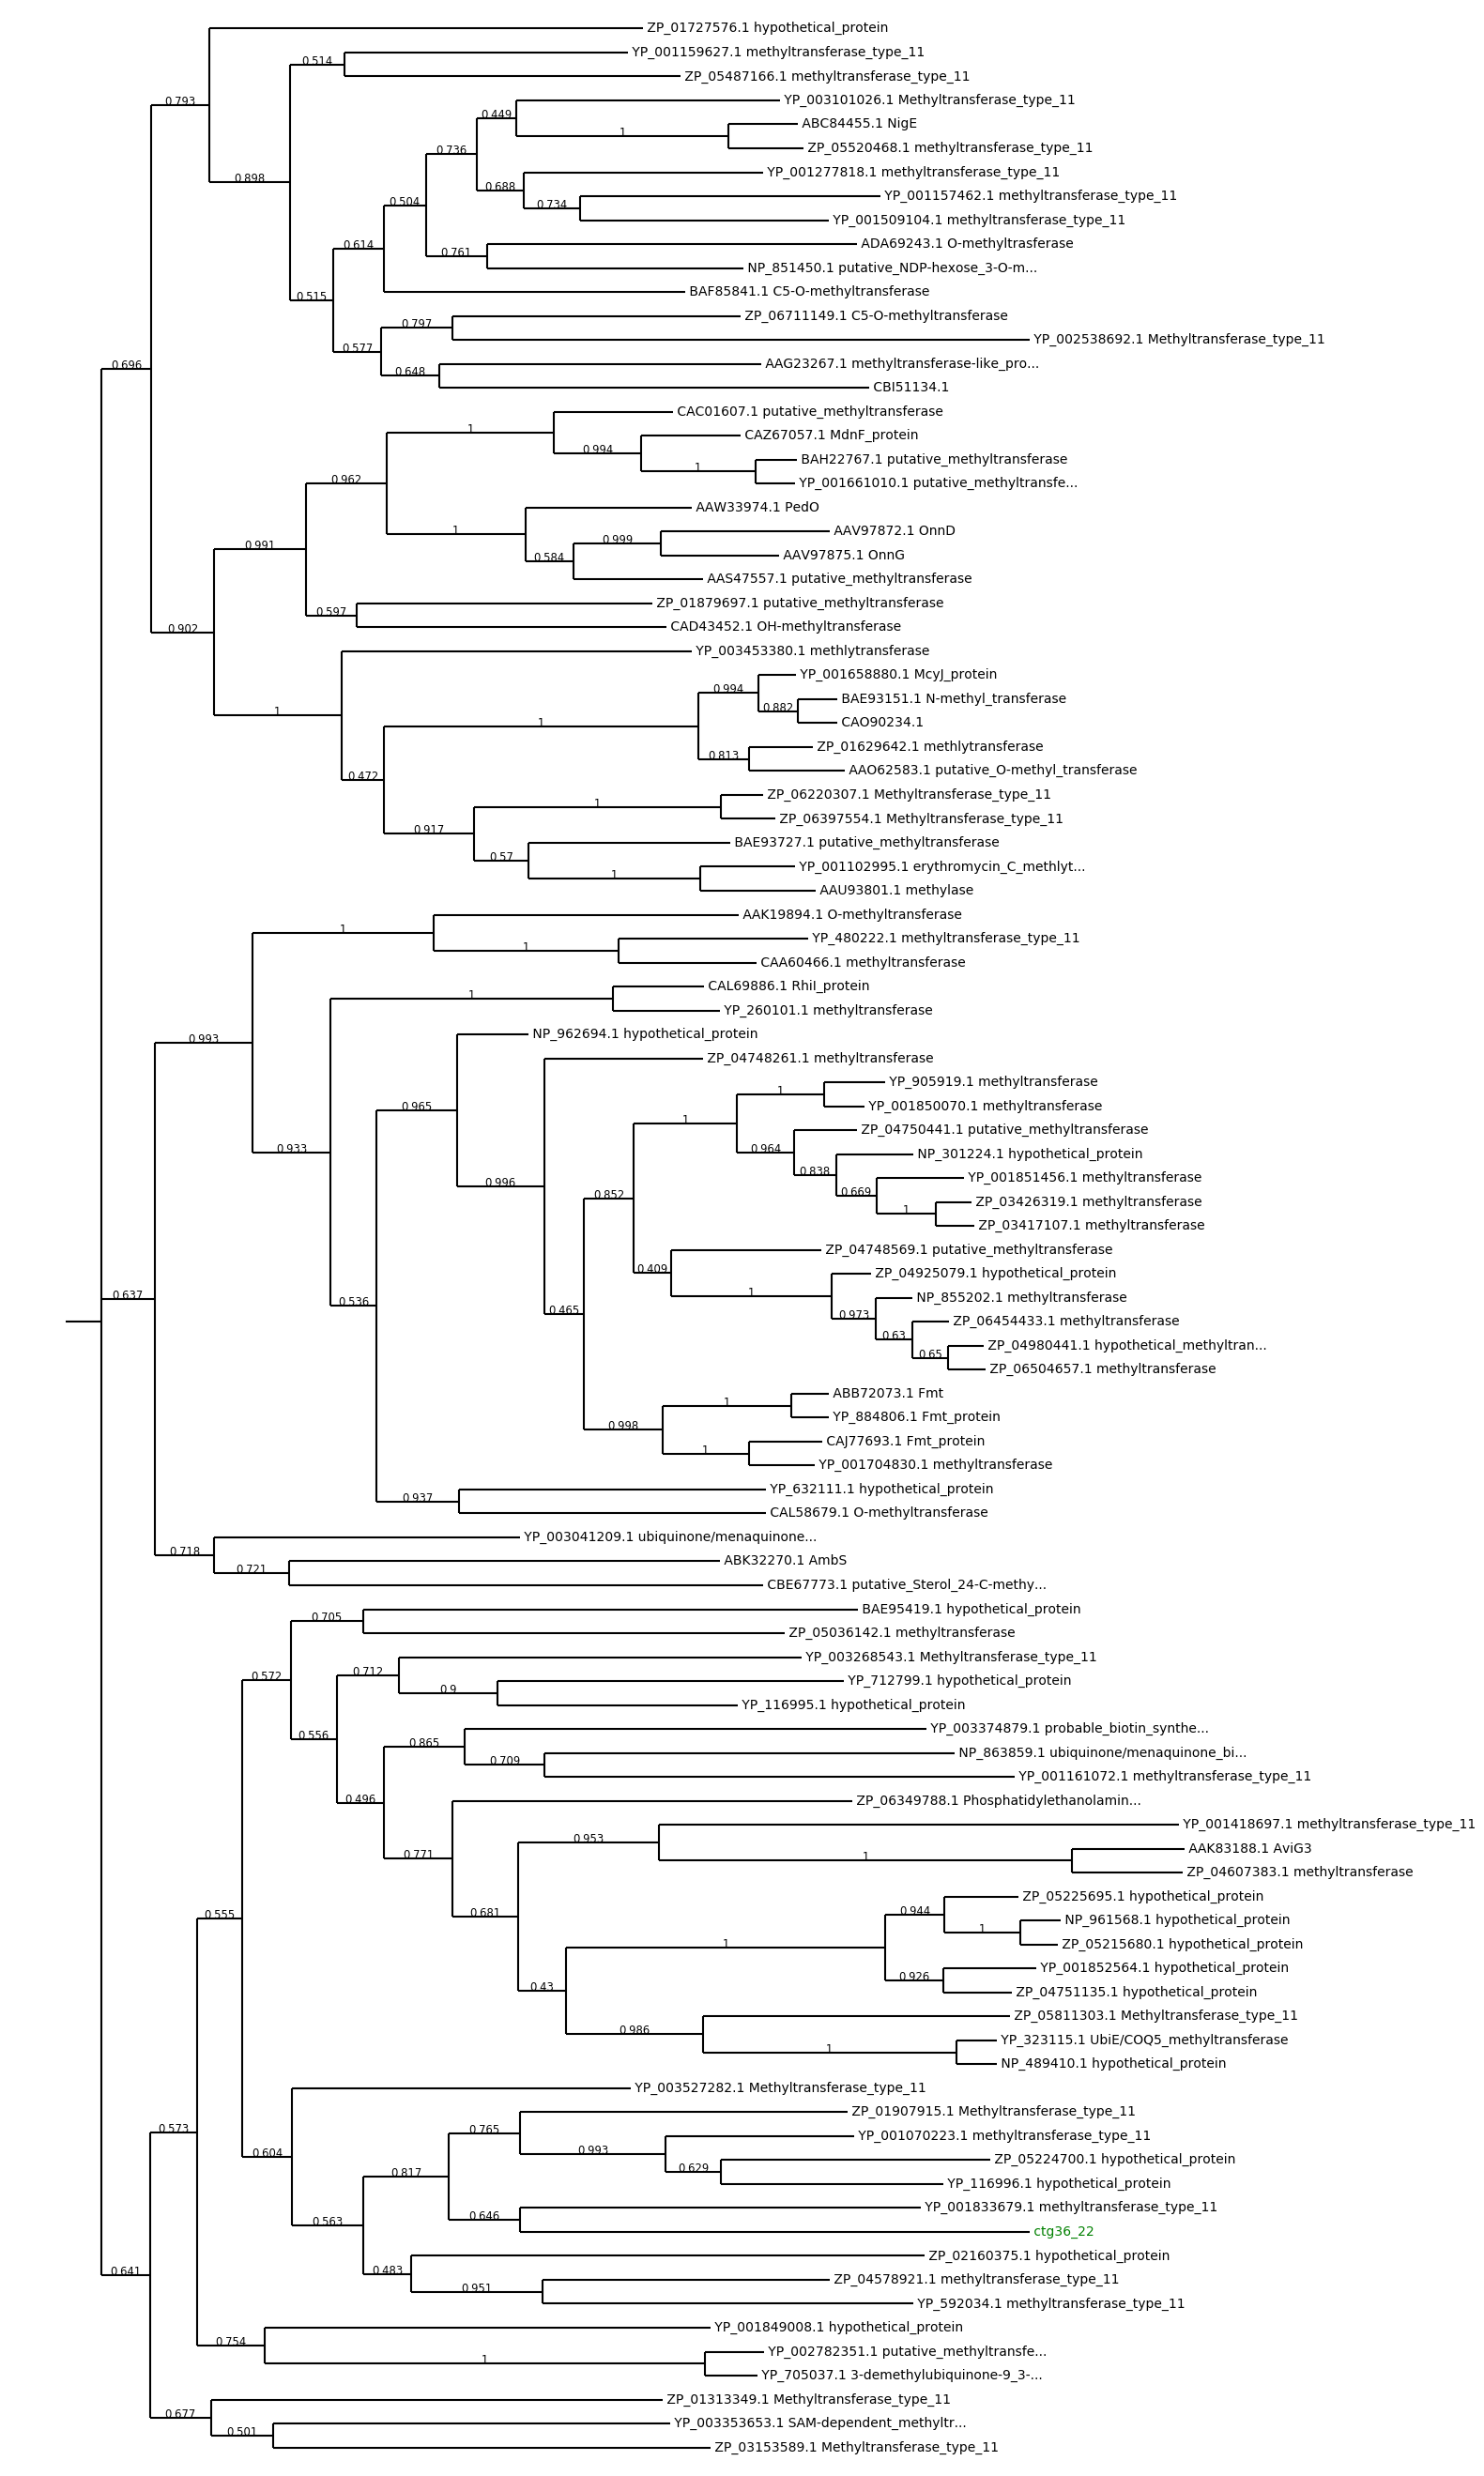 ZP_01727576.1 hypothetical_protein
0.514
YP_001159627.1 methyltransferase_type_11
ZP_05487166.1 methyltransferase_type_11
0.793
YP_003101026.1 Methyltransferase_type_11
0.449
ABC84455.1 NigE
1
ZP_05520468.1 methyltransferase_type_11
0.736
YP_001277818.1 methyltransferase_type_11
0.898
0.688
YP_001157462.1 methyltransferase_type_11
0.504
0.734
YP_001509104.1 methyltransferase_type_11
0.614
ADA69243.1 O-methyltrasferase
0.761
NP_851450.1 putative_NDP-hexose_3-O-m...
BAF85841.1 C5-O-methyltransferase
0.515
ZP_06711149.1 C5-O-methyltransferase
0.797
YP_002538692.1 Methyltransferase_type_11
0.577
AAG23267.1 methyltransferase-like_pro...
0.696
0.648
CBI51134.1
CAC01607.1 putative_methyltransferase
1
CAZ67057.1 MdnF_protein
0.994
BAH22767.1 putative_methyltransferase
1
0.962
YP_001661010.1 putative_methyltransfe...
AAW33974.1 PedO
1
AAV97872.1 OnnD
0.999
0.991
AAV97875.1 OnnG
0.584
AAS47557.1 putative_methyltransferase
ZP_01879697.1 putative_methyltransferase
0.597
CAD43452.1 OH-methyltransferase
0.902
YP_003453380.1 methlytransferase
YP_001658880.1 McyJ_protein
0.994
BAE93151.1 N-methyl_transferase
0.882
1
CAO90234.1
1
ZP_01629642.1 methlytransferase
0.813
AAO62583.1 putative_O-methyl_transferase
0.472
ZP_06220307.1 Methyltransferase_type_11
1
ZP_06397554.1 Methyltransferase_type_11
0.917
BAE93727.1 putative_methyltransferase
0.57
YP_001102995.1 erythromycin_C_methlyt...
1
AAU93801.1 methylase
AAK19894.1 O-methyltransferase
1
YP_480222.1 methyltransferase_type_11
1
CAA60466.1 methyltransferase
CAL69886.1 RhiI_protein
1
YP_260101.1 methyltransferase
NP_962694.1 hypothetical_protein
0.993
ZP_04748261.1 methyltransferase
YP_905919.1 methyltransferase
1
0.965
YP_001850070.1 methyltransferase
1
ZP_04750441.1 putative_methyltransferase
0.933
0.964
NP_301224.1 hypothetical_protein
0.838
YP_001851456.1 methyltransferase
0.996
0.669
0.852
ZP_03426319.1 methyltransferase
1
ZP_03417107.1 methyltransferase
ZP_04748569.1 putative_methyltransferase
0.409
ZP_04925079.1 hypothetical_protein
1
0.637
NP_855202.1 methyltransferase
0.536
0.465
0.973
ZP_06454433.1 methyltransferase
0.63
ZP_04980441.1 hypothetical_methyltran...
0.65
ZP_06504657.1 methyltransferase
ABB72073.1 Fmt
1
YP_884806.1 Fmt_protein
0.998
CAJ77693.1 Fmt_protein
1
YP_001704830.1 methyltransferase
YP_632111.1 hypothetical_protein
0.937
CAL58679.1 O-methyltransferase
YP_003041209.1 ubiquinone/menaquinone...
0.718
ABK32270.1 AmbS
0.721
CBE67773.1 putative_Sterol_24-C-methy...
BAE95419.1 hypothetical_protein
0.705
ZP_05036142.1 methyltransferase
YP_003268543.1 Methyltransferase_type_11
0.572
0.712
YP_712799.1 hypothetical_protein
0.9
YP_116995.1 hypothetical_protein
0.556
YP_003374879.1 probable_biotin_synthe...
0.865
NP_863859.1 ubiquinone/menaquinone_bi...
0.709
YP_001161072.1 methyltransferase_type_11
0.496
ZP_06349788.1 Phosphatidylethanolamin...
YP_001418697.1 methyltransferase_type_11
0.953
0.771
AAK83188.1 AviG3
1
ZP_04607383.1 methyltransferase
ZP_05225695.1 hypothetical_protein
0.555
0.681
0.944
NP_961568.1 hypothetical_protein
1
1
ZP_05215680.1 hypothetical_protein
YP_001852564.1 hypothetical_protein
0.43
0.926
ZP_04751135.1 hypothetical_protein
ZP_05811303.1 Methyltransferase_type_11
0.986
YP_323115.1 UbiE/COQ5_methyltransferase
1
NP_489410.1 hypothetical_protein
YP_003527282.1 Methyltransferase_type_11
ZP_01907915.1 Methyltransferase_type_11
0.573
0.765
YP_001070223.1 methyltransferase_type_11
0.604
0.993
ZP_05224700.1 hypothetical_protein
0.817
0.629
YP_116996.1 hypothetical_protein
YP_001833679.1 methyltransferase_type_11
0.563
0.646
ctg36_22
ZP_02160375.1 hypothetical_protein
0.641
0.483
ZP_04578921.1 methyltransferase_type_11
0.951
YP_592034.1 methyltransferase_type_11
YP_001849008.1 hypothetical_protein
0.754
YP_002782351.1 putative_methyltransfe...
1
YP_705037.1 3-demethylubiquinone-9_3-...
ZP_01313349.1 Methyltransferase_type_11
0.677
YP_003353653.1 SAM-dependent_methyltr...
0.501
ZP_03153589.1 Methyltransferase_type_11